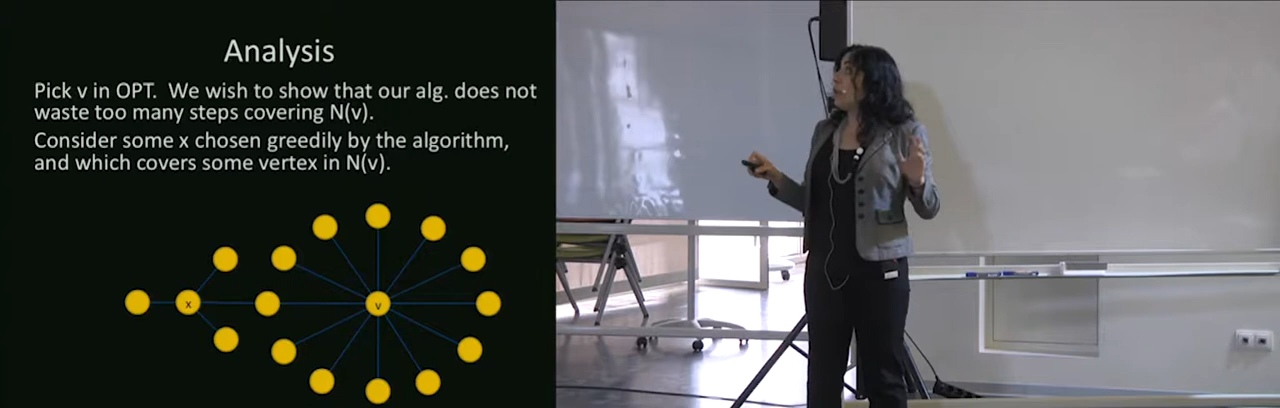 Analysis
Pick v in OPT. We wish to show that our alg. does not
waste too many steps covering N(v).
Consider some x chosen greedily by the algorithm,
and which covers some vertex in N(v).
x
v